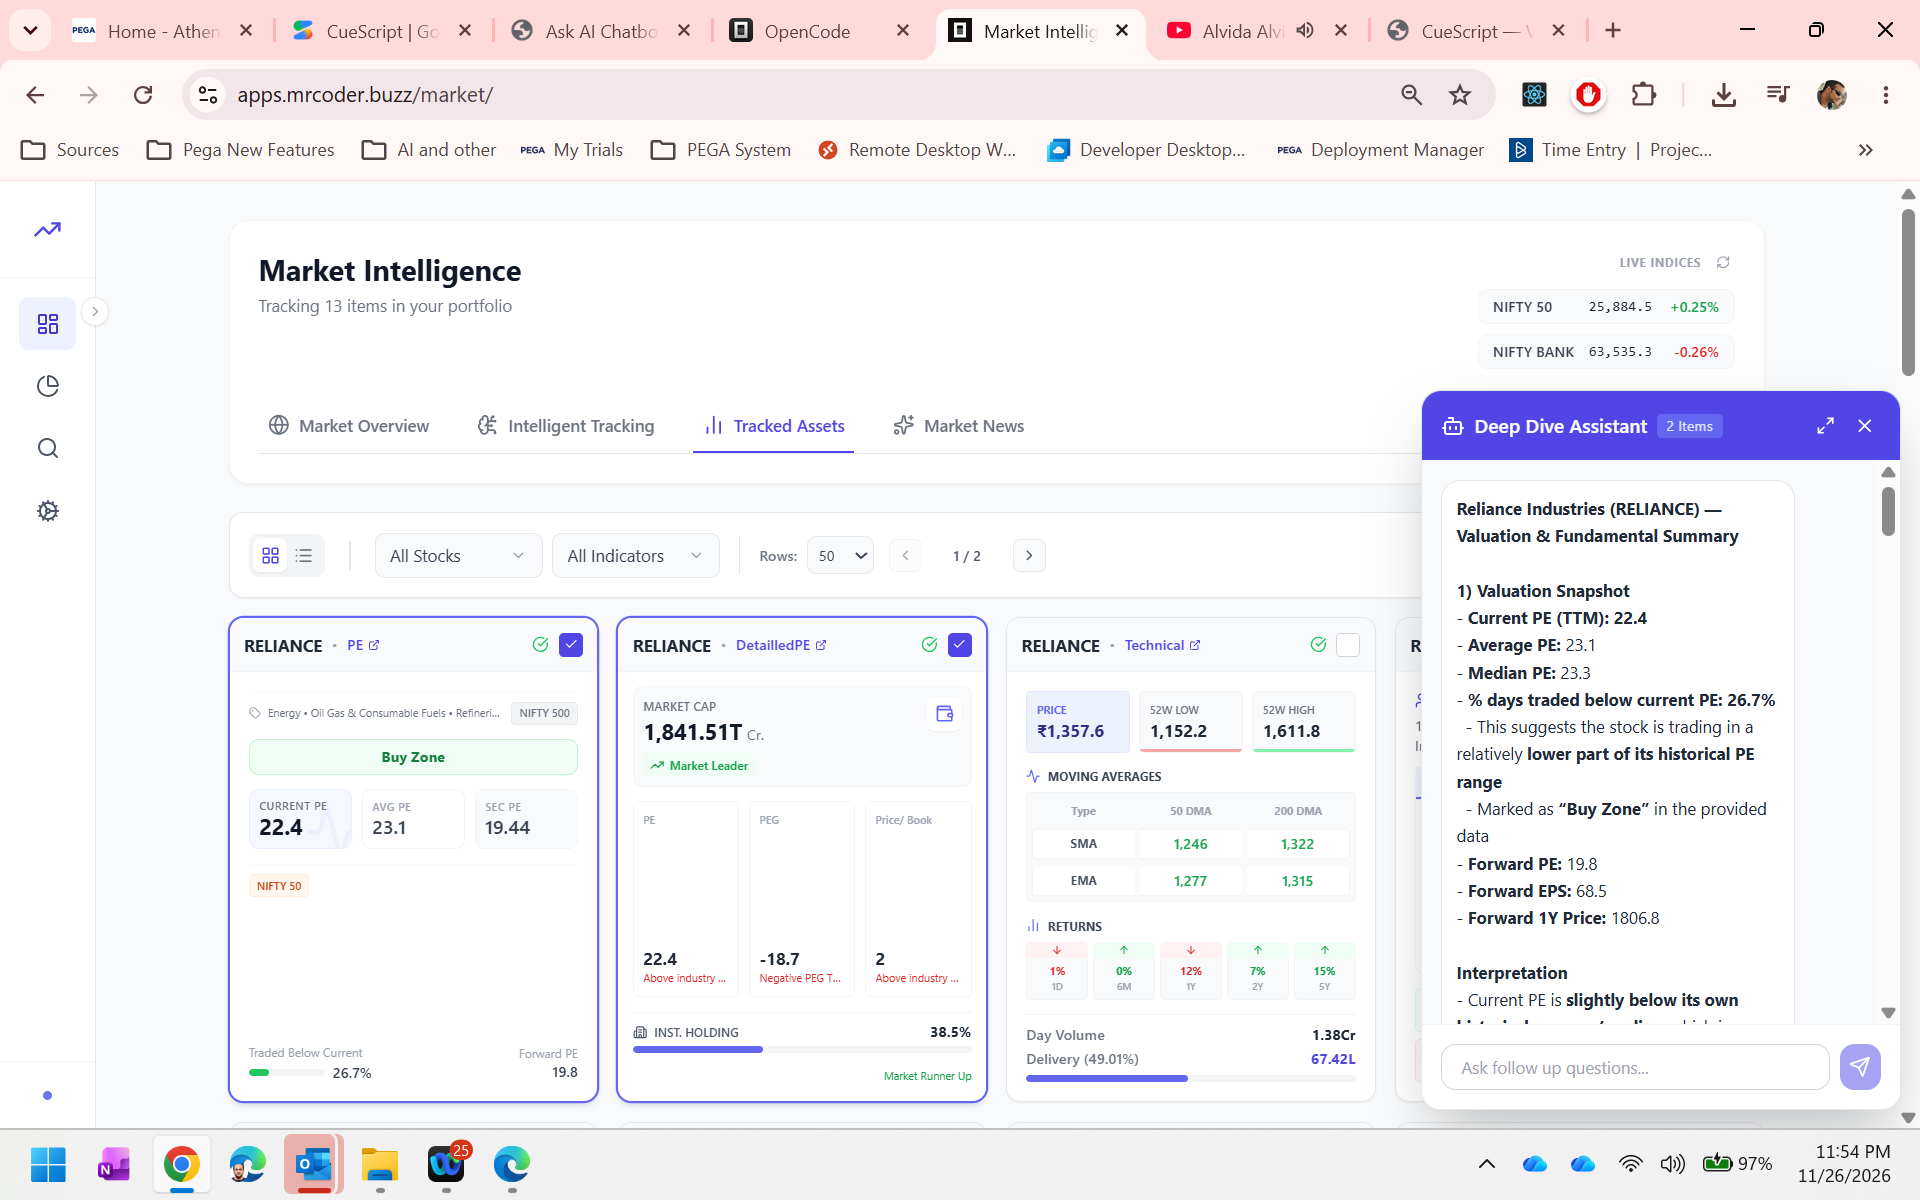 Home - Athen
CueScript | Go
Ask AI Chatbo
OpenCode
Market Intellig
Alvida Alvi
CueScript — V
apps.mrcoder.buzz/market/
Sources
Pega New Features
AI and other
PEGA My Trials
PEGA System
Remote Desktop W...
Developer Desktop...
PEGA Deployment Manager
Time Entry | Projec...
Market Intelligence
Tracking 13 items in your portfolio
LIVE INDICES
NIFTY 50 25,884.5 +0.25%
NIFTY BANK 63,535.3 -0.26%
Market Overview
Intelligent Tracking
Tracked Assets
Market News
All Stocks
All Indicators
Rows: 50
1 / 2
RELIANCE • PE
Energy • Oil Gas & Consumable Fuels • Refineri...
NIFTY 500
Buy Zone
CURRENT PE
22.4
AVG PE
23.1
SEC PE
19.44
NIFTY 50
Traded Below Current
26.7%
Forward PE
19.8
RELIANCE • DetailledPE
MARKET CAP
1,841.51T Cr.
Market Leader
PE
22.4
Above industry ...
PEG
-18.7
Negative PEG T...
Price/ Book
2
Above industry ...
INST. HOLDING 38.5%
Market Runner Up
RELIANCE • Technical
PRICE
₹1,357.6
52W LOW
1,152.2
52W HIGH
1,611.8
MOVING AVERAGES
Type 50 DMA 200 DMA
SMA 1,246 1,322
EMA 1,277 1,315
RETURNS
1% 0% 12% 7% 15%
1D 6M 1Y 2Y 5Y
Day Volume 1.38Cr
Delivery (49.01%) 67.42L
Deep Dive Assistant 2 Items
Reliance Industries (RELIANCE) —
Valuation & Fundamental Summary
1) Valuation Snapshot
- Current PE (TTM): 22.4
- Average PE: 23.1
- Median PE: 23.3
- % days traded below current PE: 26.7%
- This suggests the stock is trading in a
relatively lower part of its historical PE
range
- Marked as “Buy Zone” in the provided
data
- Forward PE: 19.8
- Forward EPS: 68.5
- Forward 1Y Price: 1806.8
Interpretation
- Current PE is slightly below its own
Ask follow up questions...
25
97%
11:54 PM
11/26/2026